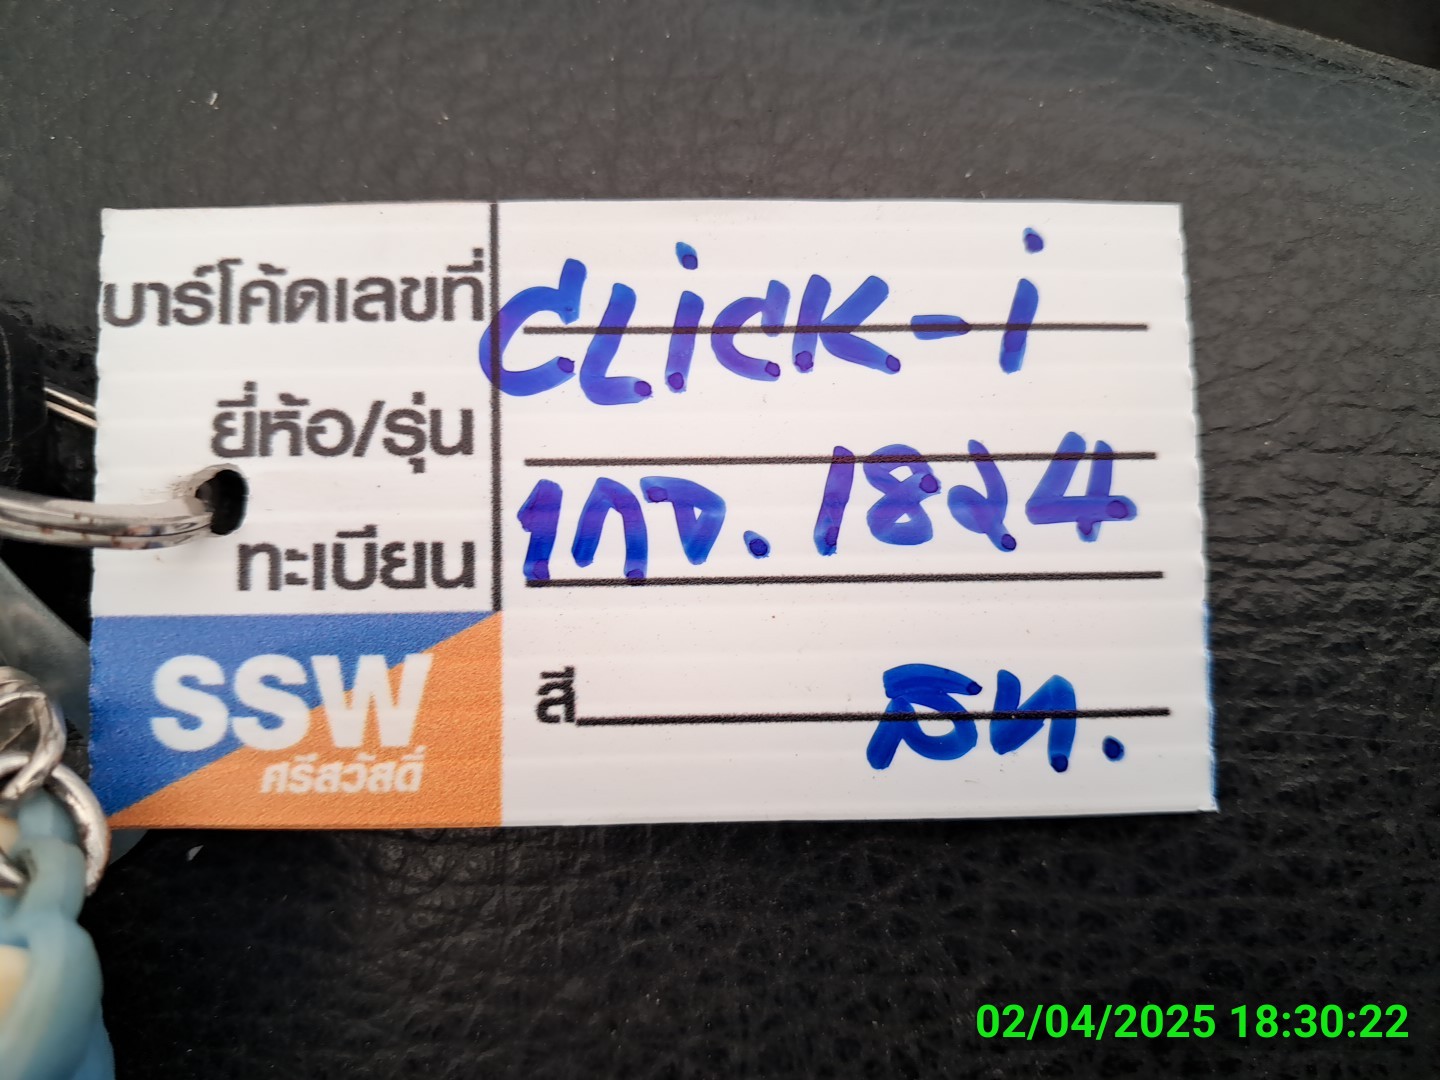 บาร์โค้ดเลขที่ CLiCK-i
ยี่ห้อ/รุ่น
ทะเบียน 1กง. 1824
SSW
ศรีสวัสดิ์
สท.
02/04/2025 18:30:22